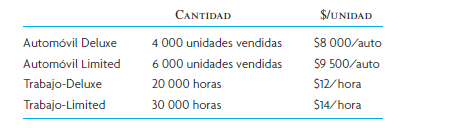 CANTIDAD $/UNIDAD
Automóvil Deluxe 4 000 unidades vendidas $8 000/auto
Automóvil Limited 6 000 unidades vendidas $9 500/auto
Trabajo-Deluxe 20 000 horas $12/hora
Trabajo-Limited 30 000 horas $14/hora